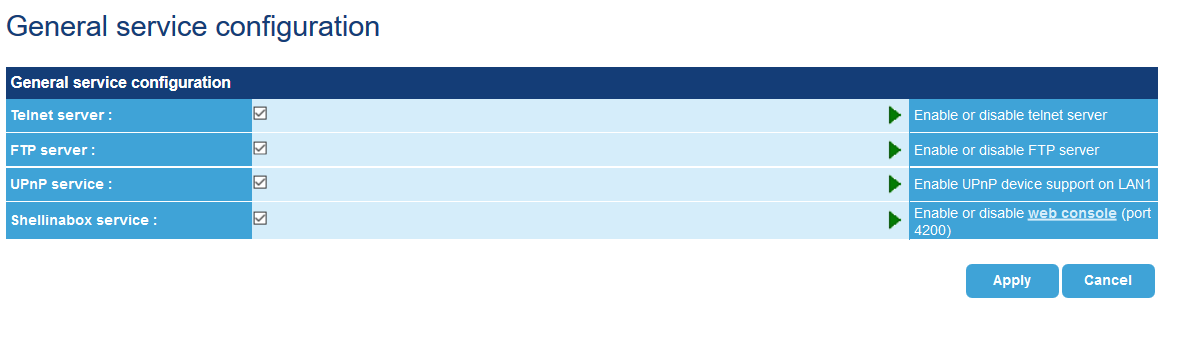 General service configuration
General service configuration
Telnet server :
Enable or disable telnet server
FTP server :
Enable or disable FTP server
UPnP service :
Enable UPnP device support on LAN1
Shellinabox service :
Enable or disable web console (port
4200)
Apply
Cancel